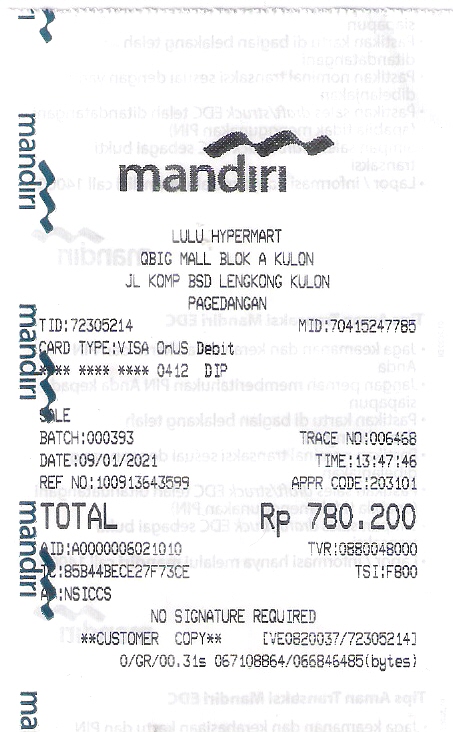 mandiri
LULU HYPERMART
QBIG MALL BLOK A KULON
JL KOMP BSD LENGKONG KULON
PAGEDANGAN
TID:72305214 MID:70415247785
CARD TYPE:VISA OnUS Debit
**** **** **** 0412 DIP
SALE
BATCH:000393 TRACE NO:006468
DATE:09/01/2021 TIME:13:47:46
REF NO:100913643599 APPR CODE:203101
TOTAL Rp 780.200
AID:A0000006021010 TVR:0880048000
TC:85B44BECE27F73CE TSI:F800
:NSICCS
NO SIGNATURE REQUIRED
**CUSTOMER COPY** [VE0820037/72305214]
0/GR/00.31s 067108864/066846485(bytes)
mandiri
mandiri
mandiri
ma